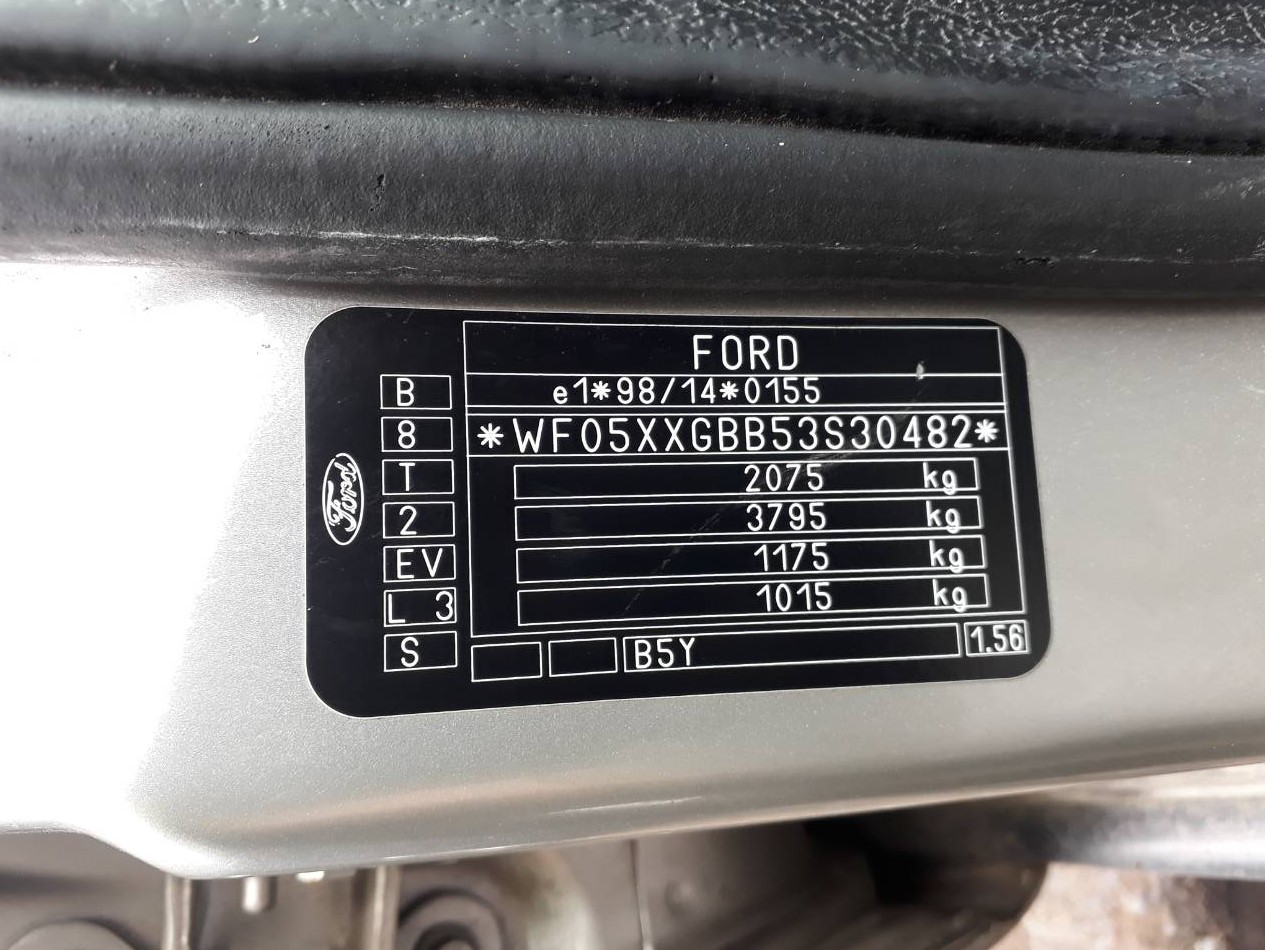 FORD
e1*98/14*0155
*WF05XXGBB53S30482*
2075 kg
3795 kg
1175 kg
1015 kg
B5Y 1.56
B
8
T
2
EV
L 3
S
Ford